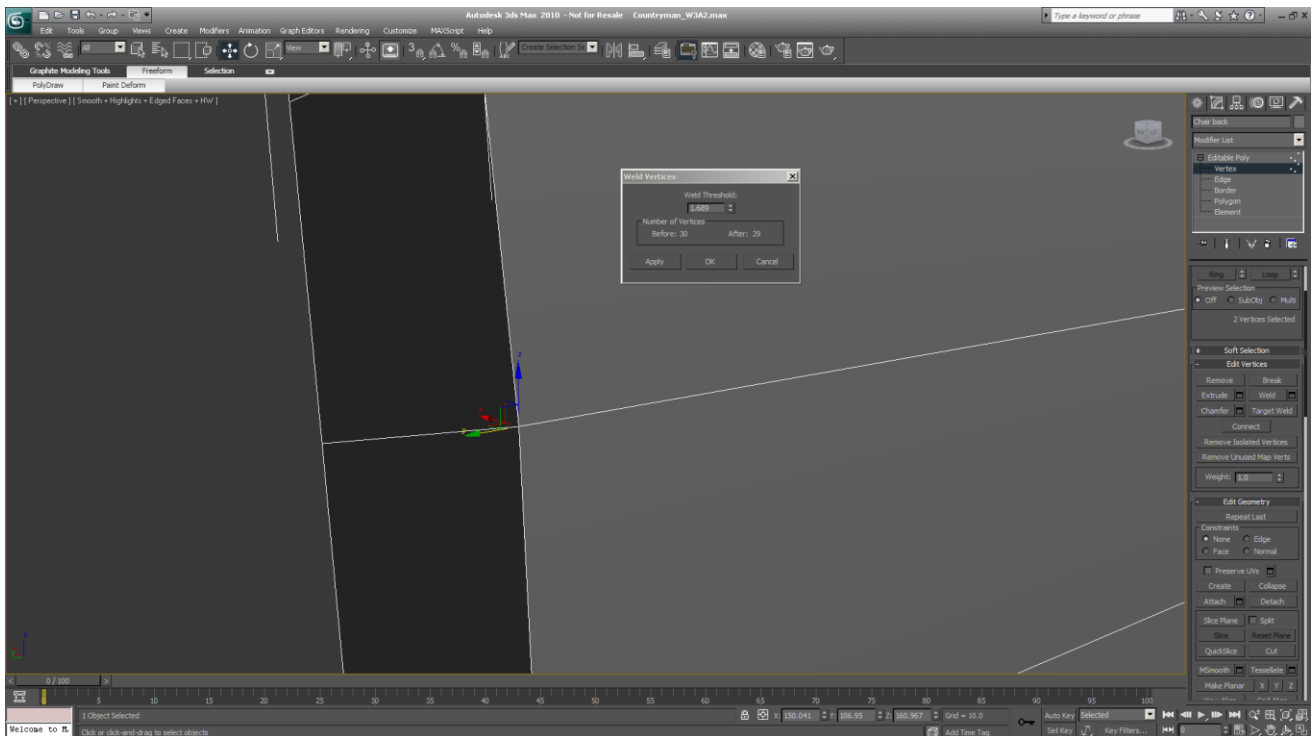 Autodesk 3ds Max 2010 - Not for Resale Countryman_W3A2.max
Type a keyword or phrase
Edit Tools Group Views Create Modifiers Animation Graph Editors Rendering Customize MAXScript Help
All View Create Selection Se
Graphite Modeling Tools Freeform Selection
PolyDraw Paint Deform
[ + ] [ Perspective ] [ Smooth + Highlights + Edged Faces + HW ]
Chair back
Modifier List
Editable Poly
Vertex
Edge
Border
Polygon
Element
Weld Vertices
Weld Threshold:
1.689
Number of Vertices
Before: 30 After: 29
Apply OK Cancel
Ring Loop
Preview Selection
Off SubObj Multi
2 Vertices Selected
+ Soft Selection
- Edit Vertices
Remove Break
Extrude Weld
Chamfer Target Weld
Connect
Remove Isolated Vertices
Remove Unused Map Verts
Weight: 1.0
- Edit Geometry
Repeat Last
Constraints
None Edge
Face Normal
Preserve UVs
Create Collapse
Attach Detach
Slice Plane Split
Slice Reset Plane
QuickSlice Cut
MSmooth Tessellate
Make Planar X Y Z
z
x
y
z
< 0 / 100 >
0 5 10 15 20 25 30 35 40 45 50 55 60 65 70 75 80 85 90 95 100
1 Object Selected X: 150.041 Y: 106.95 Z: 160.967 Grid = 10.0 Auto Key Selected
Welcome to M Click or click-and-drag to select objects Add Time Tag Set Key Key Filters... 0